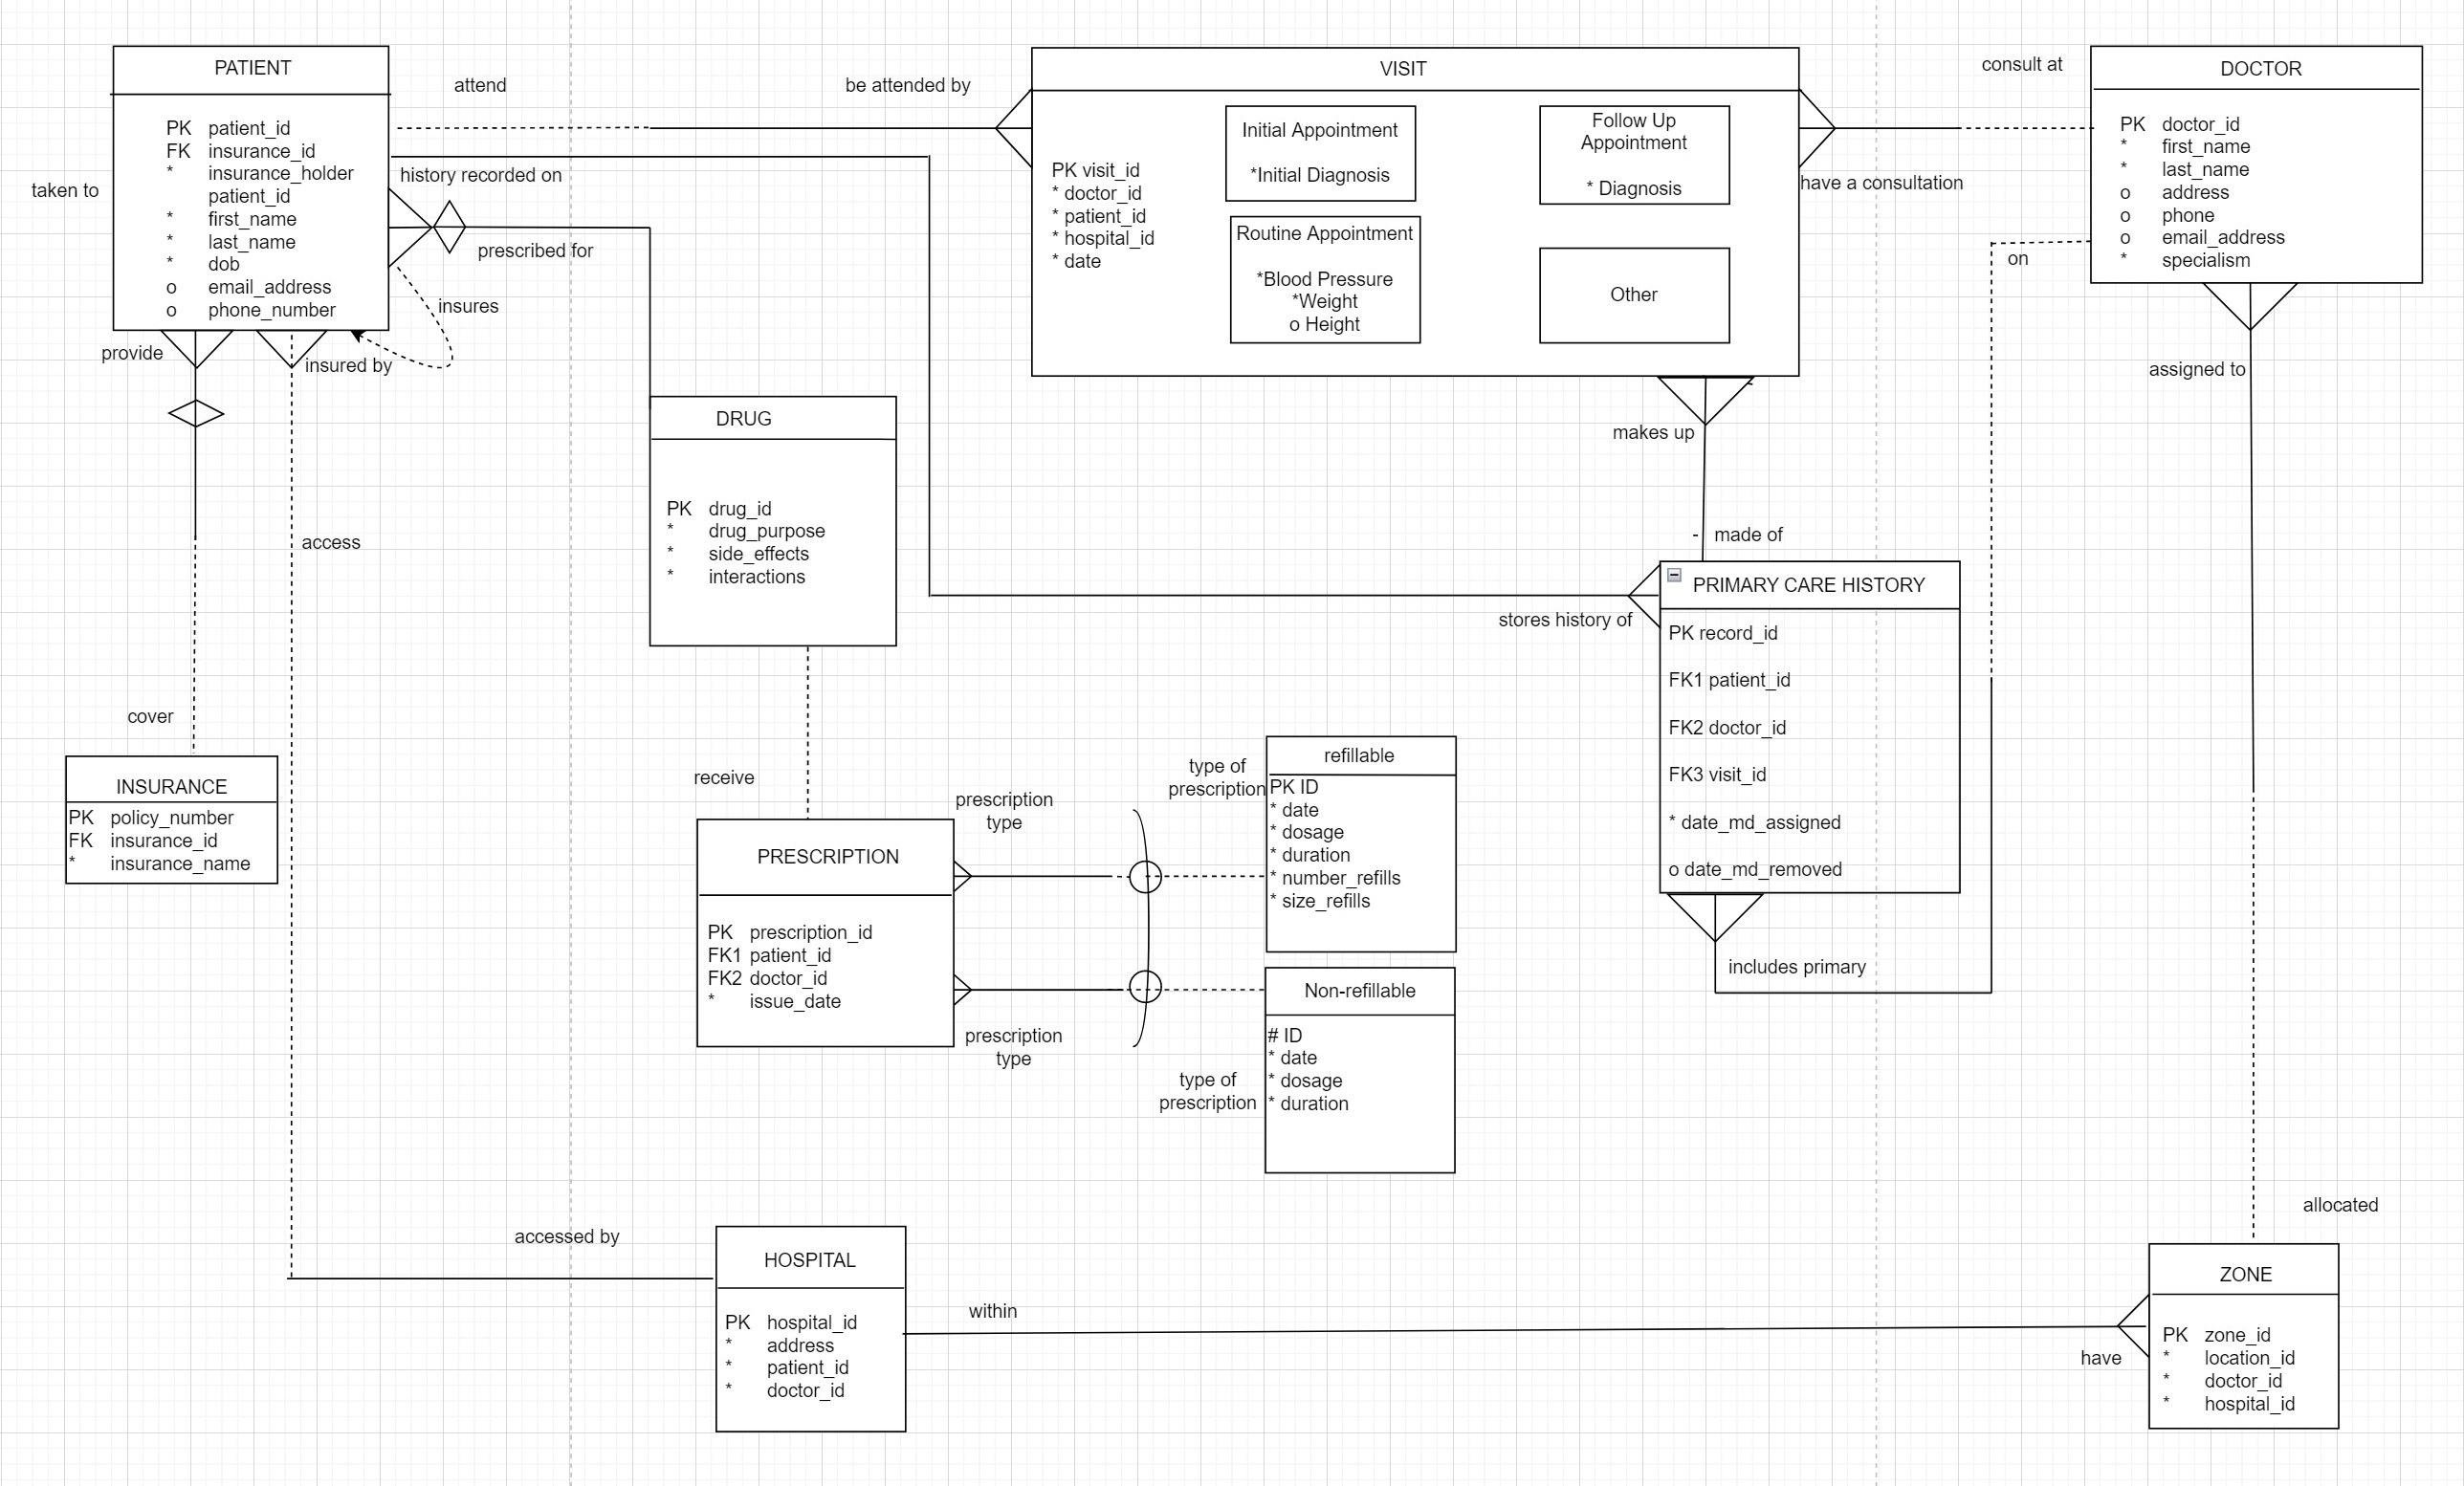 PATIENT
PK patient_id
FK insurance_id
* insurance_holder
patient_id
* first_name
* last_name
* dob
o email_address
o phone_number
taken to
attend
be attended by
history recorded on
prescribed for
insures
provide
insured by
VISIT
PK visit_id
* doctor_id
* patient_id
* hospital_id
* date
Initial Appointment
*Initial Diagnosis
Follow Up
Appointment
* Diagnosis
Routine Appointment
*Blood Pressure
*Weight
o Height
Other
consult at
have a consultation
DOCTOR
PK doctor_id
* first_name
* last_name
o address
o phone
o email_address
* specialism
on
assigned to
makes up
- made of
DRUG
PK drug_id
* drug_purpose
* side_effects
* interactions
access
stores history of
PRIMARY CARE HISTORY
PK record_id
FK1 patient_id
FK2 doctor_id
FK3 visit_id
* date_md_assigned
o date_md_removed
includes primary
cover
INSURANCE
PK policy_number
FK insurance_id
* insurance_name
receive
PRESCRIPTION
PK prescription_id
FK1 patient_id
FK2 doctor_id
* issue_date
prescription
type
type of
prescription
refillable
PK ID
* date
* dosage
* duration
* number_refills
* size_refills
prescription
type
type of
prescription
Non-refillable
# ID
* date
* dosage
* duration
accessed by
HOSPITAL
PK hospital_id
* address
* patient_id
* doctor_id
within
have
allocated
ZONE
PK zone_id
* location_id
* doctor_id
* hospital_id